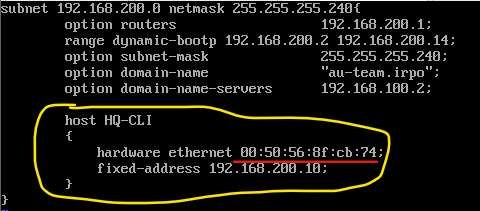 subnet 192.168.200.0 netmask 255.255.255.240{
option routers 192.168.200.1;
range dynamic-bootp 192.168.200.2 192.168.200.14;
option subnet-mask 255.255.255.240;
option domain-name "au-team.irpo";
option domain-name-servers 192.168.100.2;
host HQ-CLI
{
hardware ethernet 00:50:56:8f:cb:74;
fixed-address 192.168.200.10;
}
}